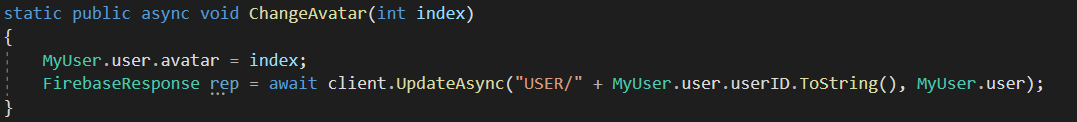 static public async void ChangeAvatar(int index)
{
MyUser.user.avatar = index;
FirebaseResponse rep = await client.UpdateAsync("USER/" + MyUser.user.userID.ToString(), MyUser.user);
}